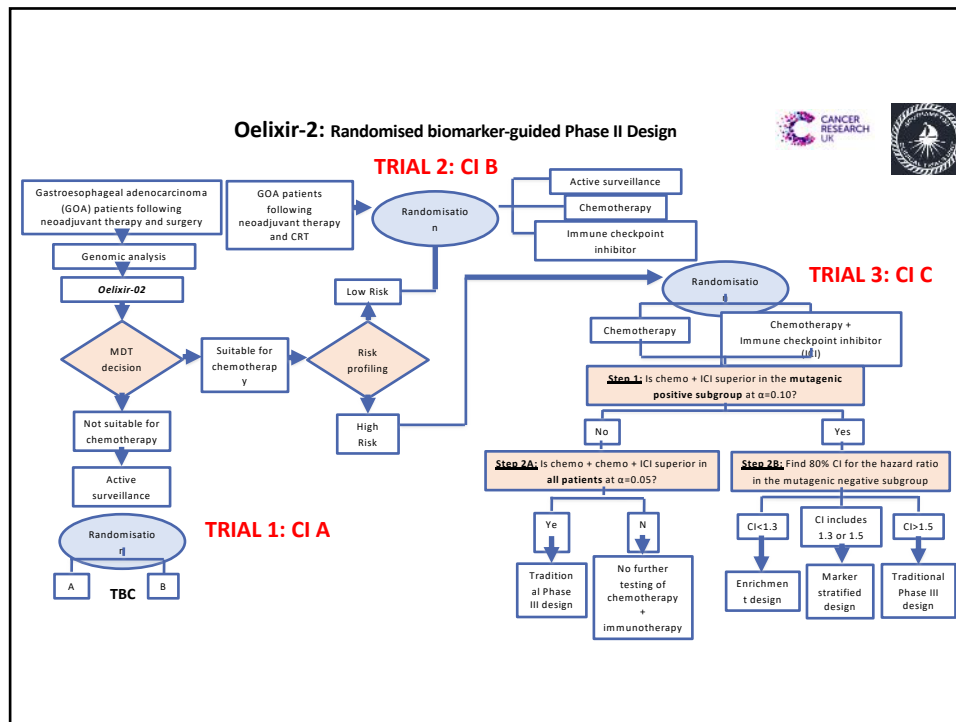 Oelixir-2: Randomised biomarker-guided Phase II Design
CANCER
RESEARCH
UK
TRIAL 2: CI B
Gastroesophageal adenocarcinoma
(GOA) patients following
neoadjuvant therapy and surgery
Genomic analysis
Oelixir-02
MDT
decision
Suitable for
chemotherap
y
Risk
profiling
Low Risk
High
Risk
Not suitable for
chemotherapy
Active
surveillance
TRIAL 1: CI A
Randomisatio
n
A
B
TBC
GOA patients
following
neoadjuvant therapy
and CRT
Randomisatio
n
Active surveillance
Chemotherapy
Immune checkpoint
inhibitor
TRIAL 3: CI C
Randomisatio
Chemotherapy
Chemotherapy +
Immune checkpoint inhibitor
(ICI)
Step 1: Is chemo + ICI superior in the mutagenic
positive subgroup at α=0.10?
No
Yes
Step 2A: Is chemo + chemo + ICI superior in
all patients at α=0.05?
Step 2B: Find 80% CI for the hazard ratio
in the mutagenic negative subgroup
Ye
N
CI<1.3
CI includes
1.3 or 1.5
CI>1.5
Tradition
al Phase
III design
No further
testing of
chemotherapy
+
immunotherapy
Enrichmen
t design
Marker
stratified
design
Traditional
Phase III
design